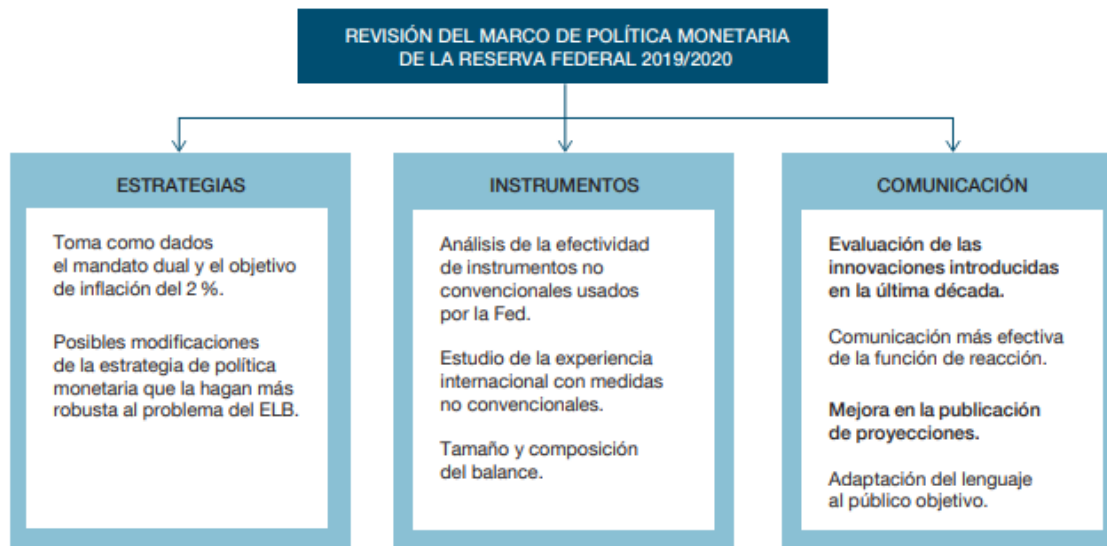 REVISIÓN DEL MARCO DE POLÍTICA MONETARIA
DE LA RESERVA FEDERAL 2019/2020
ESTRATEGIAS
Toma como dados
el mandato dual y el objetivo
de inflación del 2 %.
Posibles modificaciones
de la estrategia de política
monetaria que la hagan más
robusta al problema del ELB.
INSTRUMENTOS
Análisis de la efectividad
de instrumentos no
convencionales usados
por la Fed.
Estudio de la experiencia
internacional con medidas
no convencionales.
Tamaño y composición
del balance.
COMUNICACIÓN
Evaluación de las
innovaciones introducidas
en la última década.
Comunicación más efectiva
de la función de reacción.
Mejora en la publicación
de proyecciones.
Adaptación del lenguaje
al público objetivo.